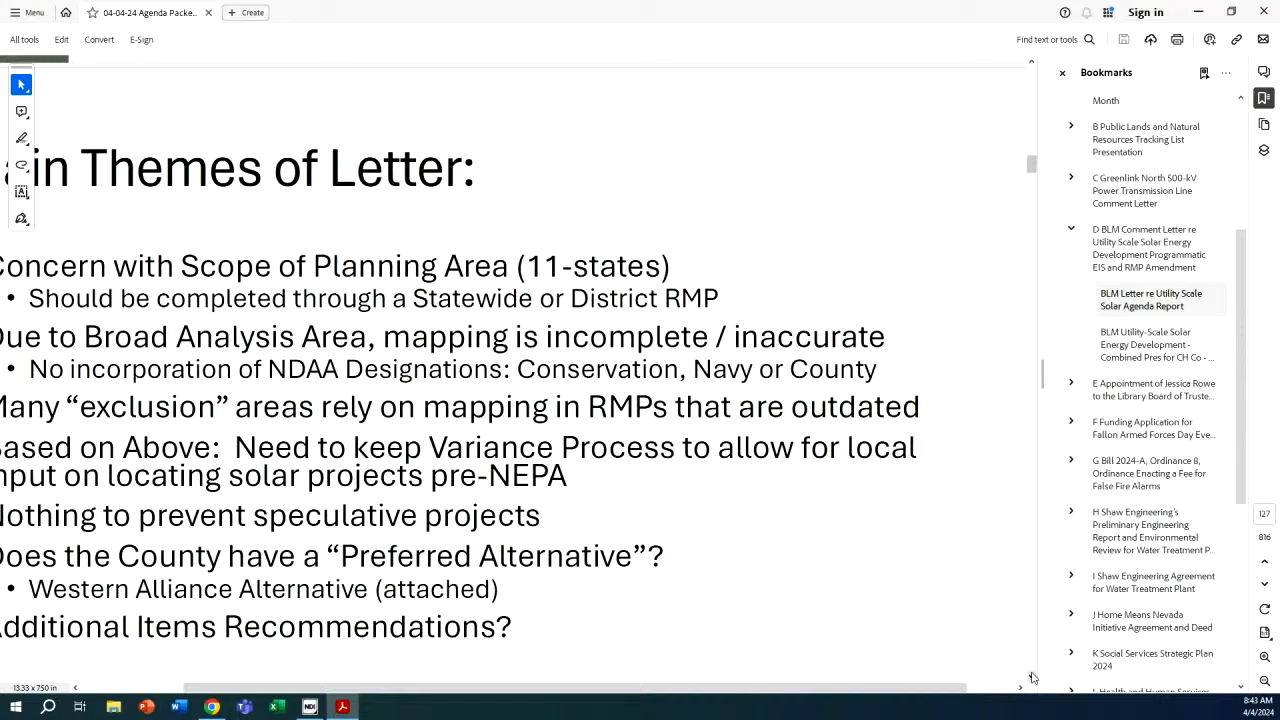 Menu
04-04-24 Agenda Packe...
Create
Sign in
All tools
Edit
Convert
E-Sign
Find text or tools
ain Themes of Letter:
Concern with Scope of Planning Area (11-states)
• Should be completed through a Statewide or District RMP
Due to Broad Analysis Area, mapping is incomplete / inaccurate
• No incorporation of NDAA Designations: Conservation, Navy or County
Many “exclusion” areas rely on mapping in RMPs that are outdated
Based on Above: Need to keep Variance Process to allow for local
nput on locating solar projects pre-NEPA
Nothing to prevent speculative projects
Does the County have a “Preferred Alternative”?
• Western Alliance Alternative (attached)
Additional Items Recommendations?
13.33 x 7.50 in
Bookmarks
Month
B Public Lands and Natural
Resources Tracking List
Presentation
C Greenlink North 500-kV
Power Transmission Line
Comment Letter
D BLM Comment Letter re
Utility Scale Solar Energy
Development Programmatic
EIS and RMP Amendment
BLM Letter re Utility Scale
Solar Agenda Report
BLM Utility-Scale Solar
Energy Development -
Combined Pres for CH Co - ...
E Appointment of Jessica Rowe
to the Library Board of Truste...
F Funding Application for
Fallon Armed Forces Day Eve...
G Bill 2024-A, Ordinance 8,
Ordinance Enacting a Fee for
False Fire Alarms
H Shaw Engineering's
Preliminary Engineering
Report and Environmental
Review for Water Treatment P...
I Shaw Engineering Agreement
for Water Treatment Plant
J Home Means Nevada
Initiative Agreement and Deed
K Social Services Strategic Plan
2024
L Health and Human Services
127
816
NDI
8:43 AM
4/4/2024